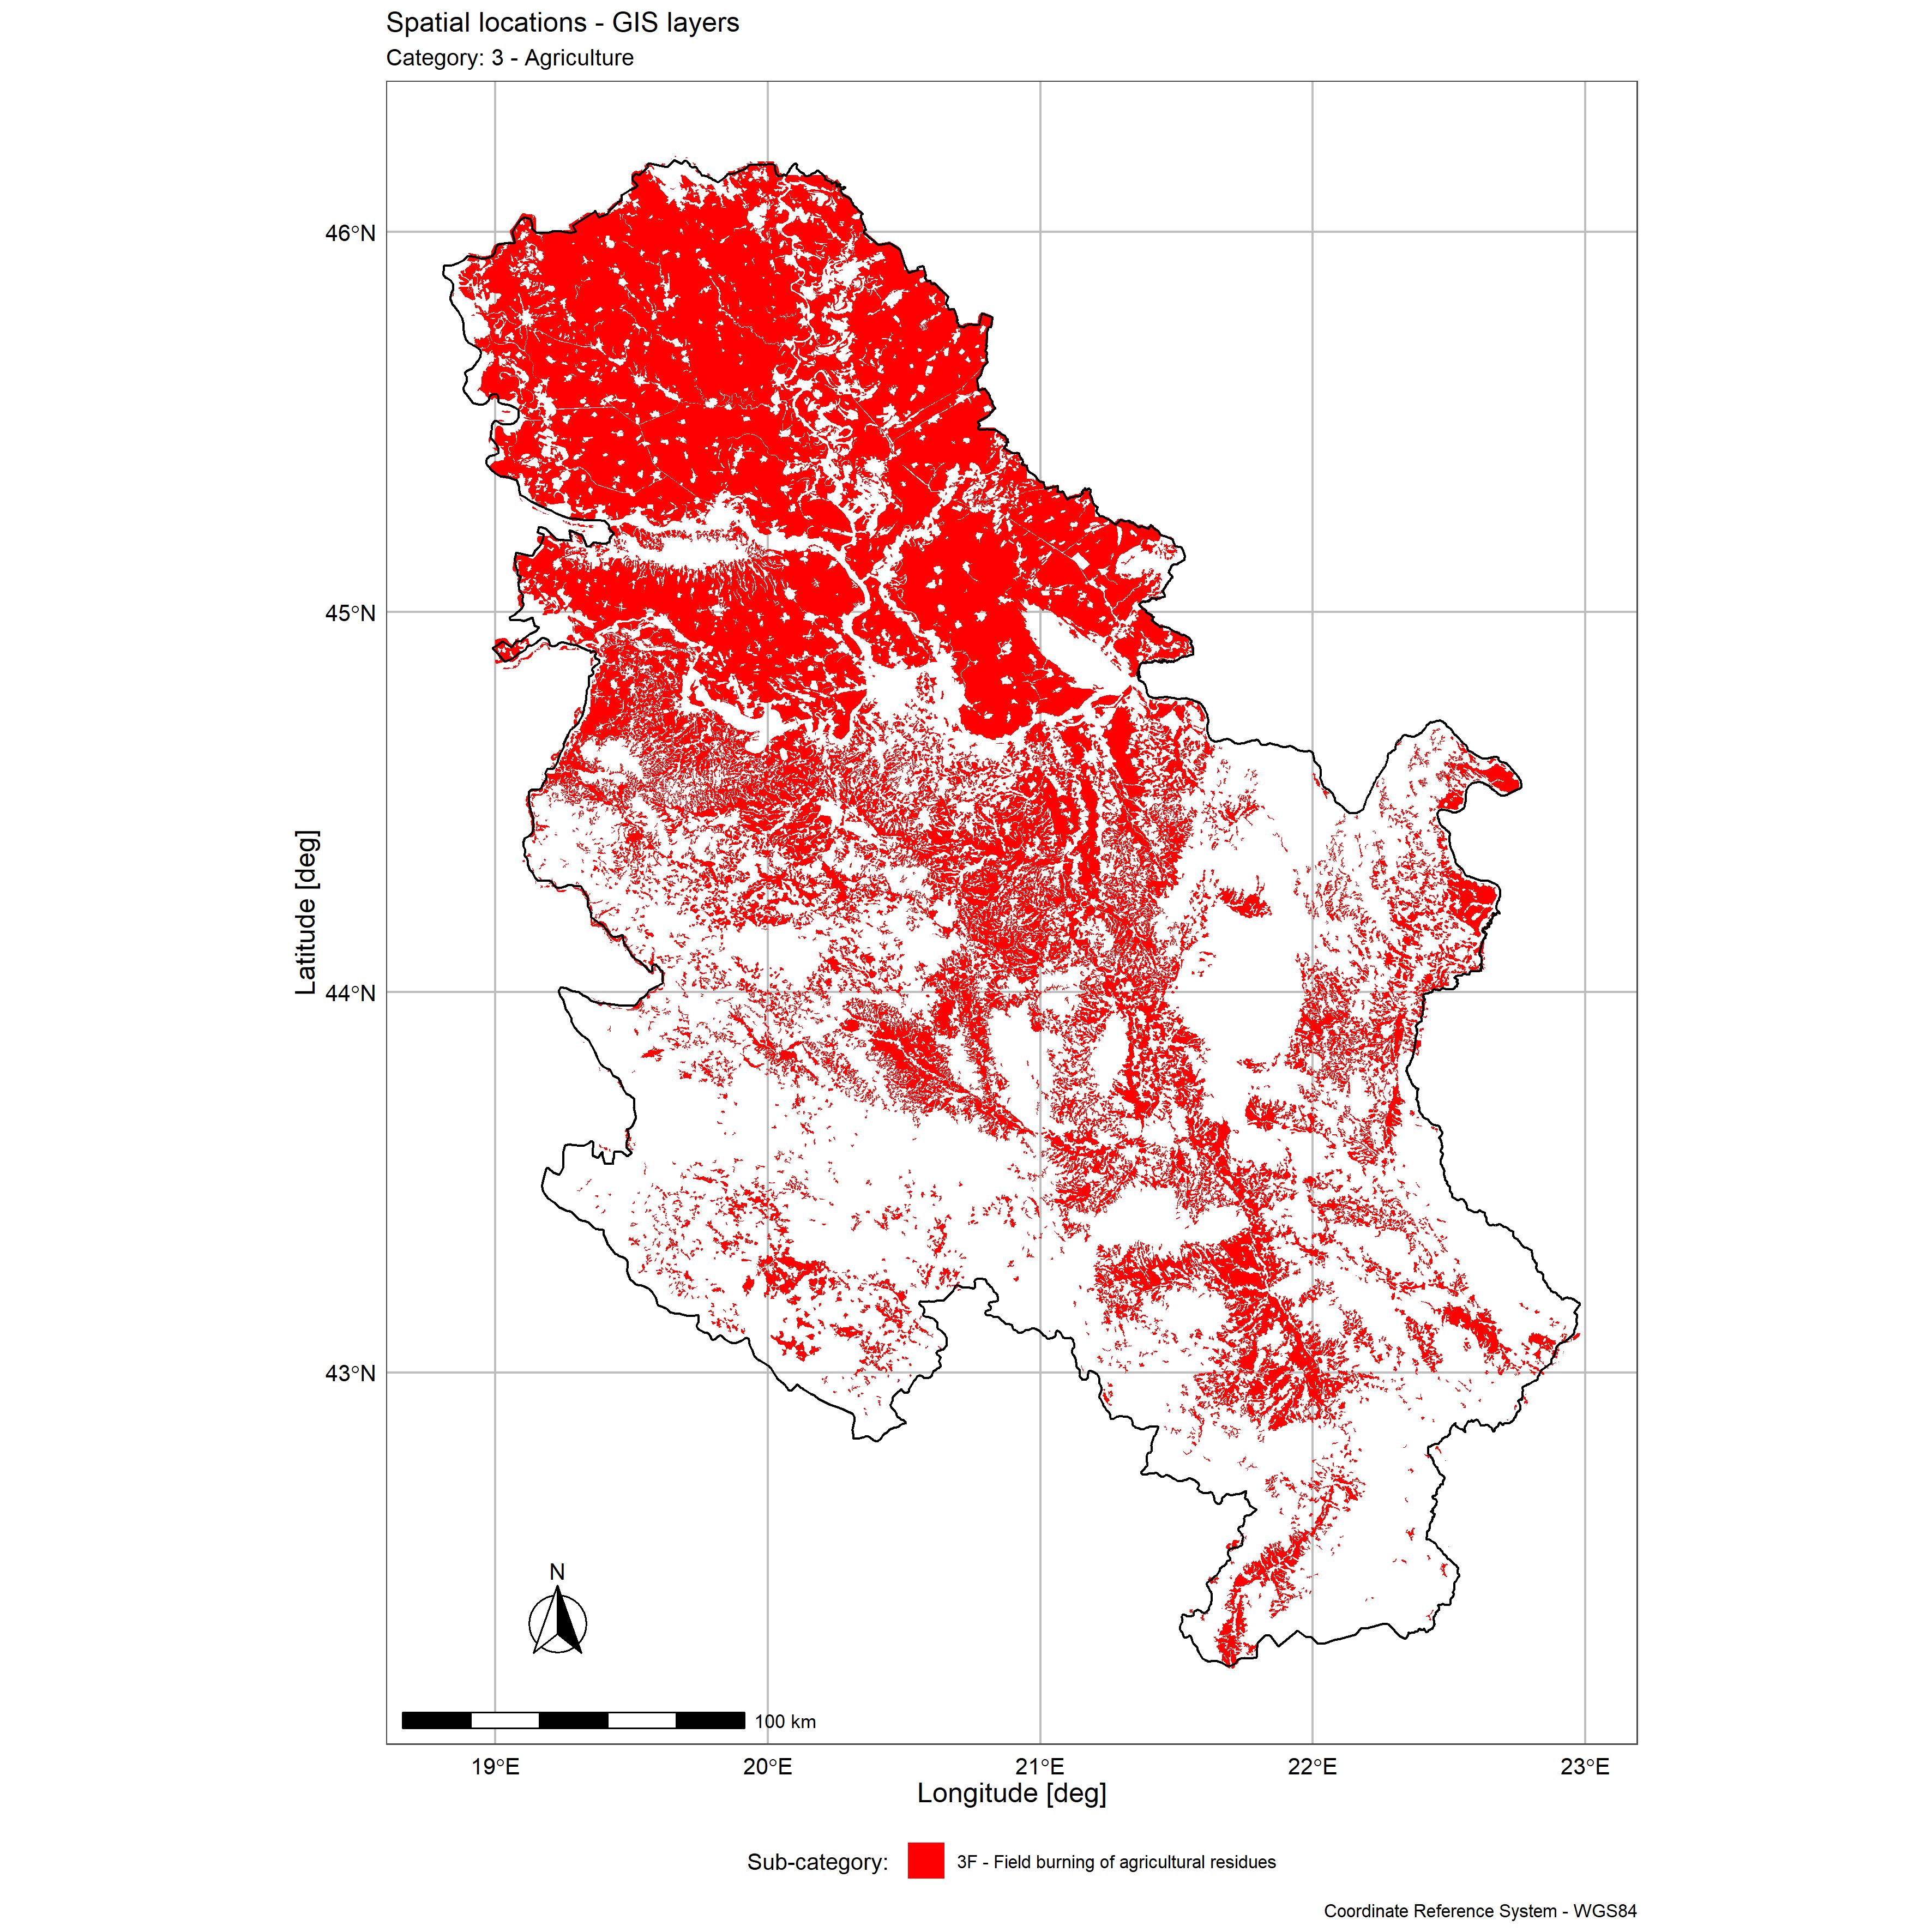 Spatial locations - GIS layers
Category: 3 - Agriculture
46°N
45°N
44°N
43°N
Latitude [deg]
N
100 km
19°E 20°E 21°E 22°E 23°E
Longitude [deg]
Sub-category: 3F - Field burning of agricultural residues
Coordinate Reference System - WGS84